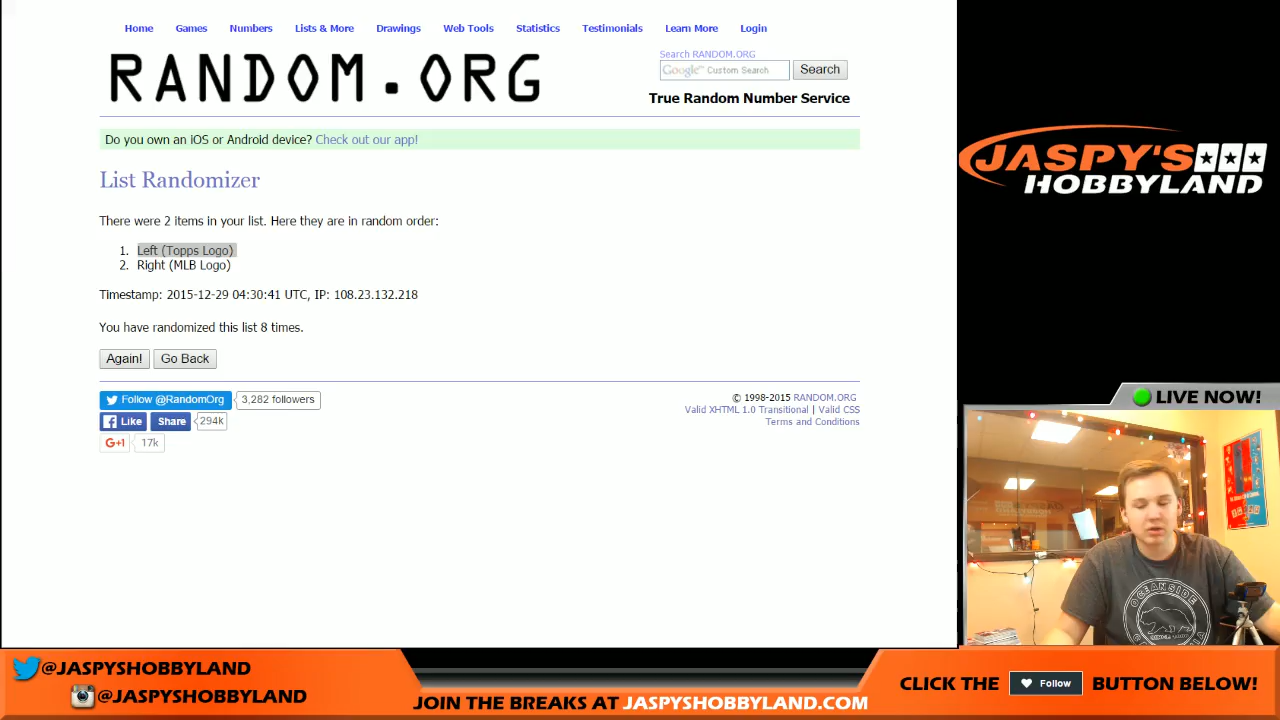 Home Games Numbers Lists & More Drawings Web Tools Statistics Testimonials Learn More Login
RANDOM.ORG
Search RANDOM.ORG
Google™ Custom Search
Search
True Random Number Service
Do you own an iOS or Android device? Check out our app!
List Randomizer
There were 2 items in your list. Here they are in random order:
1. Left (Topps Logo)
2. Right (MLB Logo)
Timestamp: 2015-12-29 04:30:41 UTC, IP: 108.23.132.218
You have randomized this list 8 times.
Again! Go Back
Follow @RandomOrg 3,282 followers
Like Share 294k
G+1 17k
© 1998-2015 RANDOM.ORG
Valid XHTML 1.0 Transitional | Valid CSS
Terms and Conditions
JASPY'S
HOBBYLAND
LIVE NOW!
OCEANSIDE
@JASPYSHOBBYLAND
@JASPYSHOBBYLAND
JOIN THE BREAKS AT JASPYSHOBBYLAND.COM
CLICK THE Follow BUTTON BELOW!